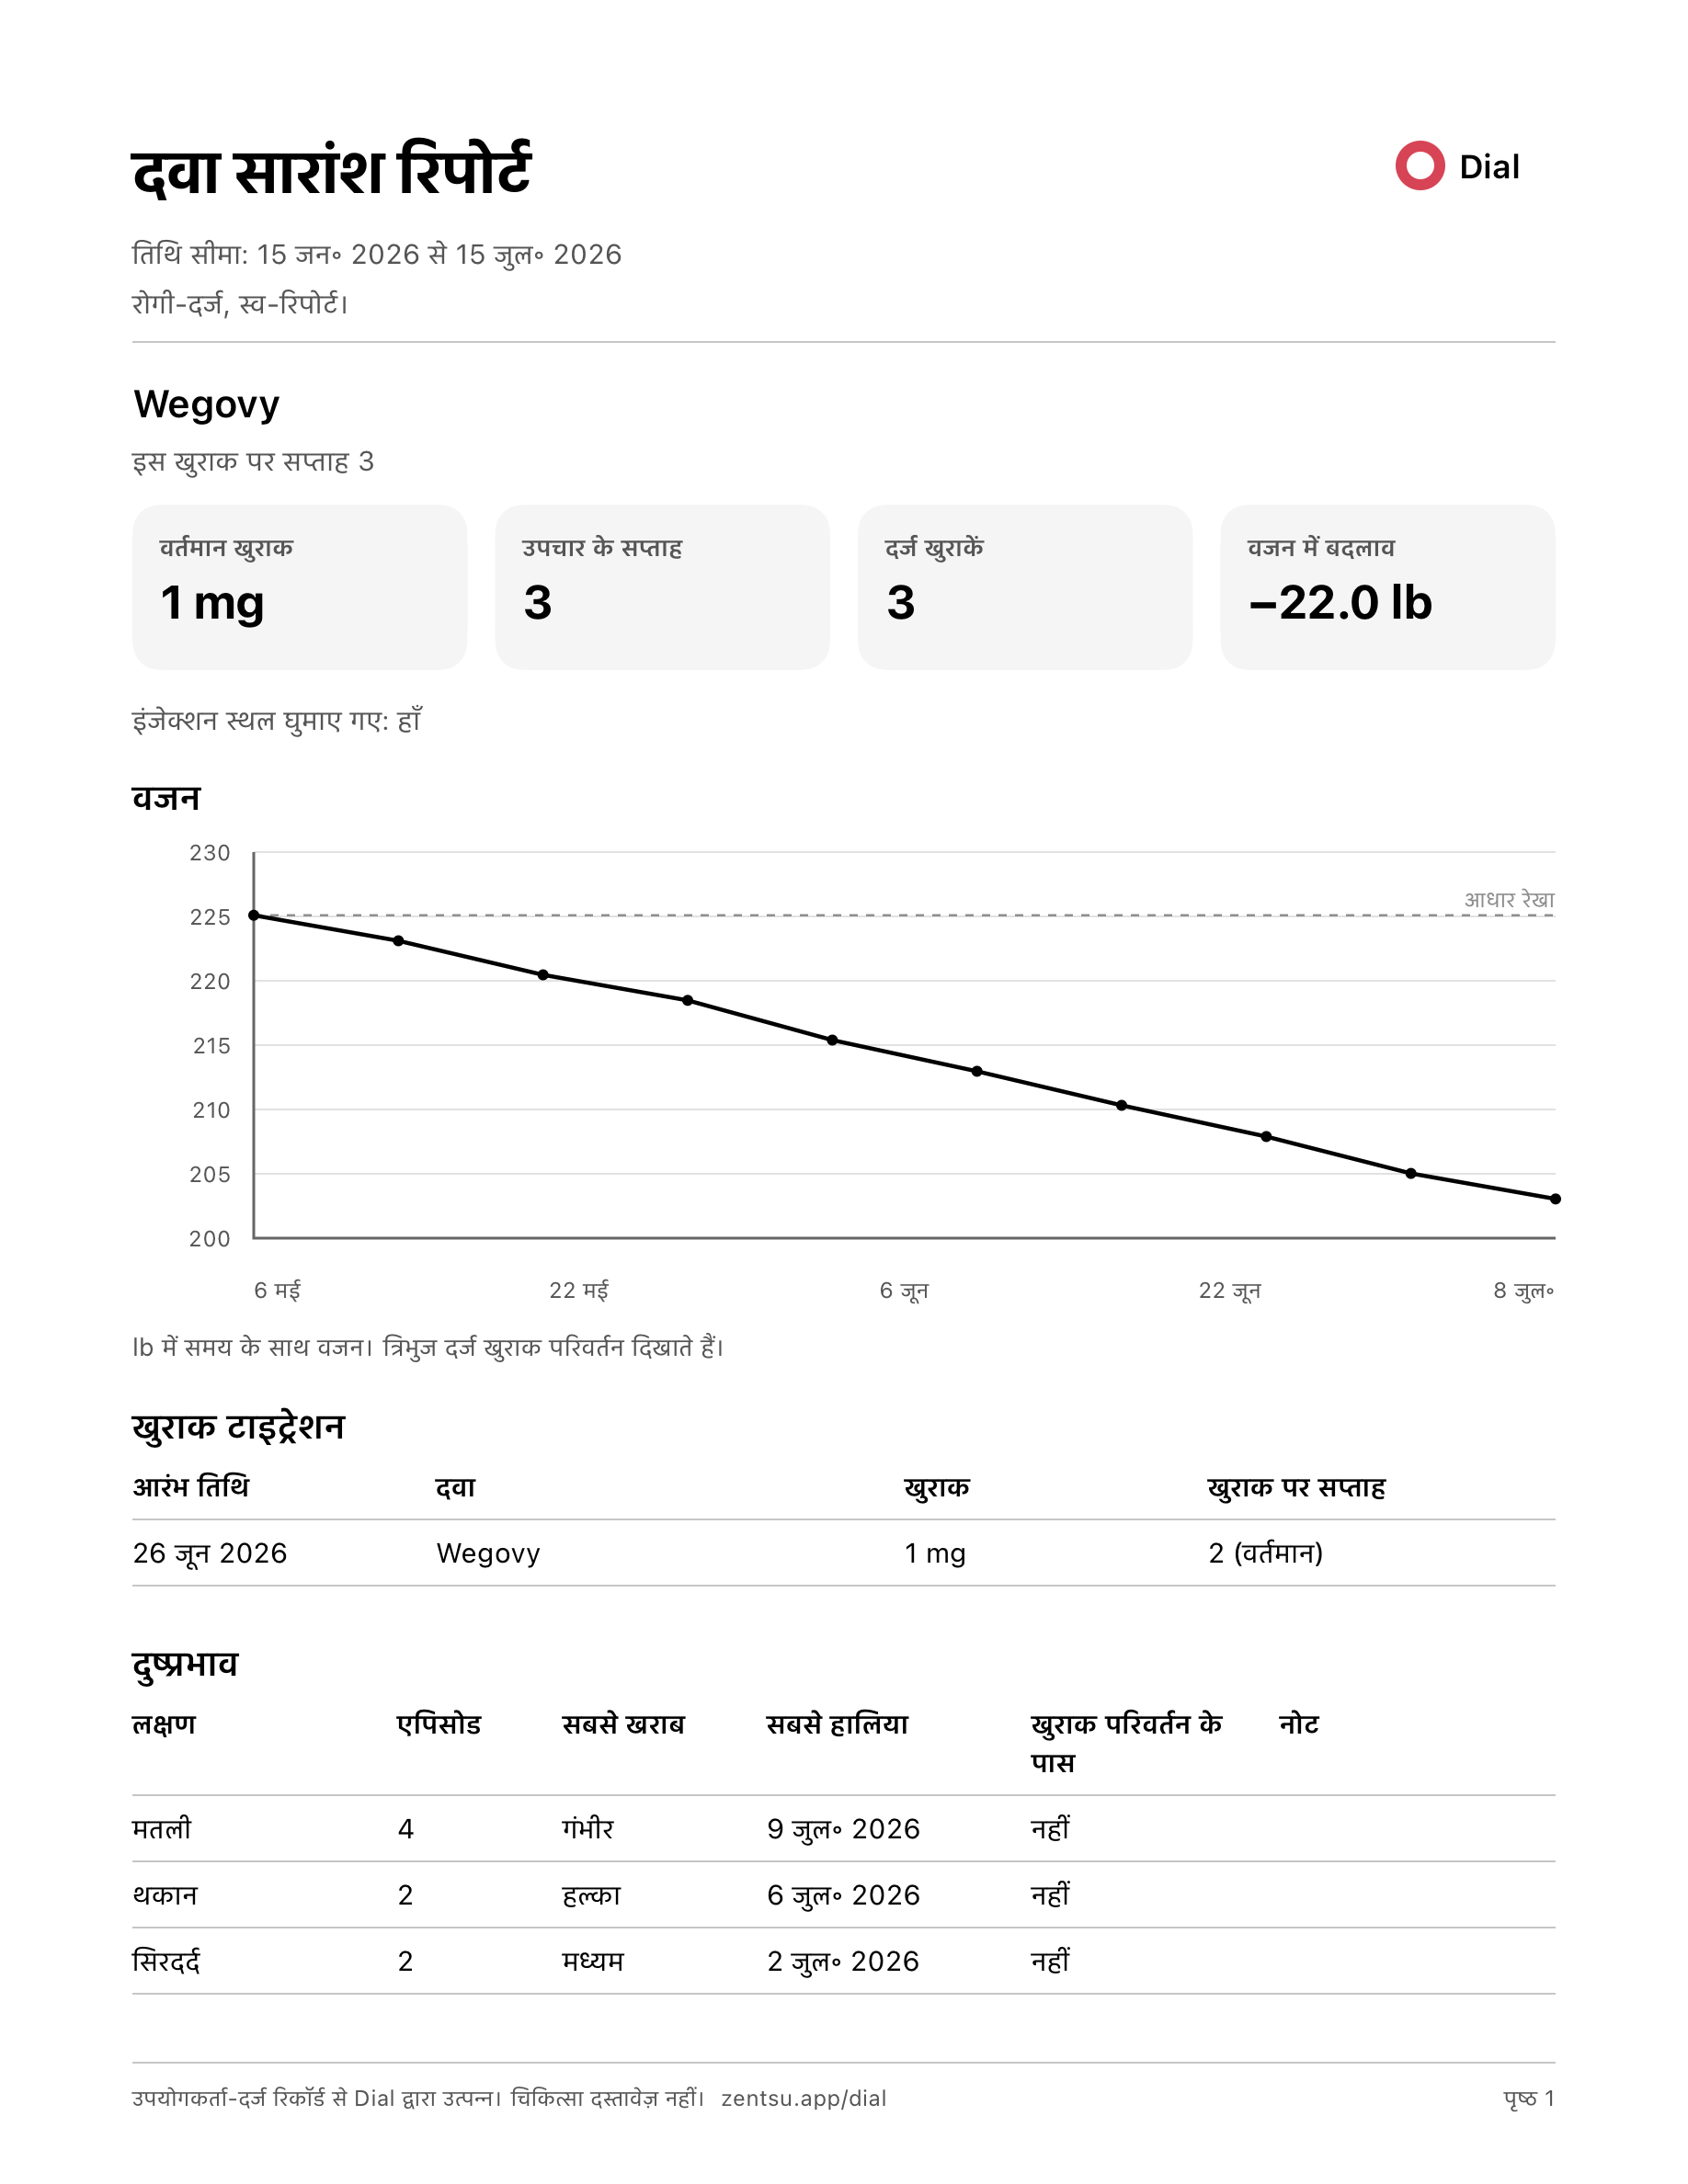 दवा सारांश रिपोर्ट
Dial
तिथि सीमा: 15 जन॰ 2026 से 15 जुल॰ 2026
रोगी-दर्ज, स्व-रिपोर्ट।
Wegovy
इस खुराक पर सप्ताह 3
वर्तमान खुराक
1 mg
उपचार के सप्ताह
3
दर्ज खुराकें
3
वजन में बदलाव
−22.0 lb
इंजेक्शन स्थल घुमाए गए: हाँ
वजन
230
225
220
215
210
205
200
आधार रेखा
6 मई 22 मई 6 जून 22 जून 8 जुल॰
lb में समय के साथ वजन। त्रिभुज दर्ज खुराक परिवर्तन दिखाते हैं।
खुराक टाइट्रेशन
आरंभ तिथि दवा खुराक खुराक पर सप्ताह
26 जून 2026 Wegovy 1 mg 2 (वर्तमान)
दुष्प्रभाव
लक्षण एपिसोड सबसे खराब सबसे हालिया खुराक परिवर्तन के पास नोट
मतली 4 गंभीर 9 जुल॰ 2026 नहीं
थकान 2 हल्का 6 जुल॰ 2026 नहीं
सिरदर्द 2 मध्यम 2 जुल॰ 2026 नहीं
उपयोगकर्ता-दर्ज रिकॉर्ड से Dial द्वारा उत्पन्न। चिकित्सा दस्तावेज़ नहीं। zentsu.app/dial
पृष्ठ 1